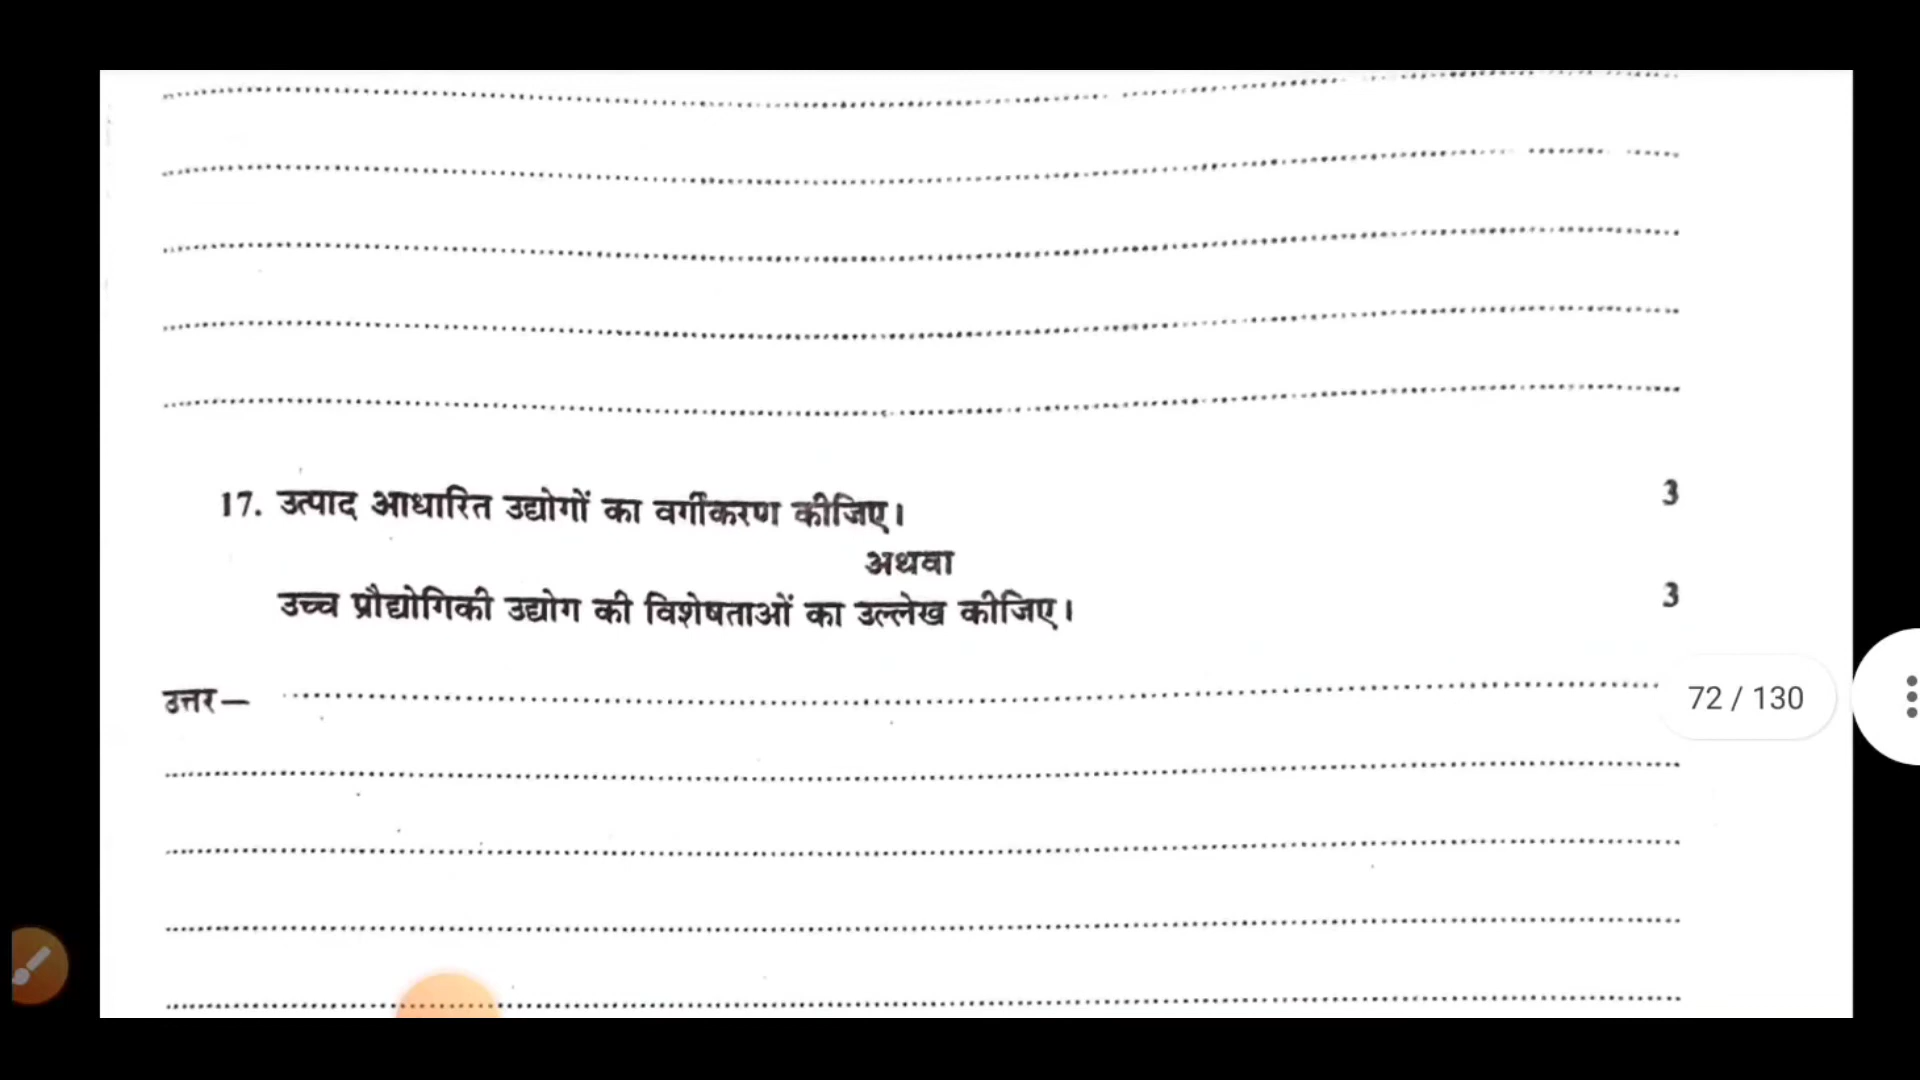 17. उत्पाद आधारित उद्योगों का वर्गीकरण कीजिए। 3
अथवा
उच्च प्रौद्योगिकी उद्योग की विशेषताओं का उल्लेख कीजिए। 3
उत्तर—
72 / 130